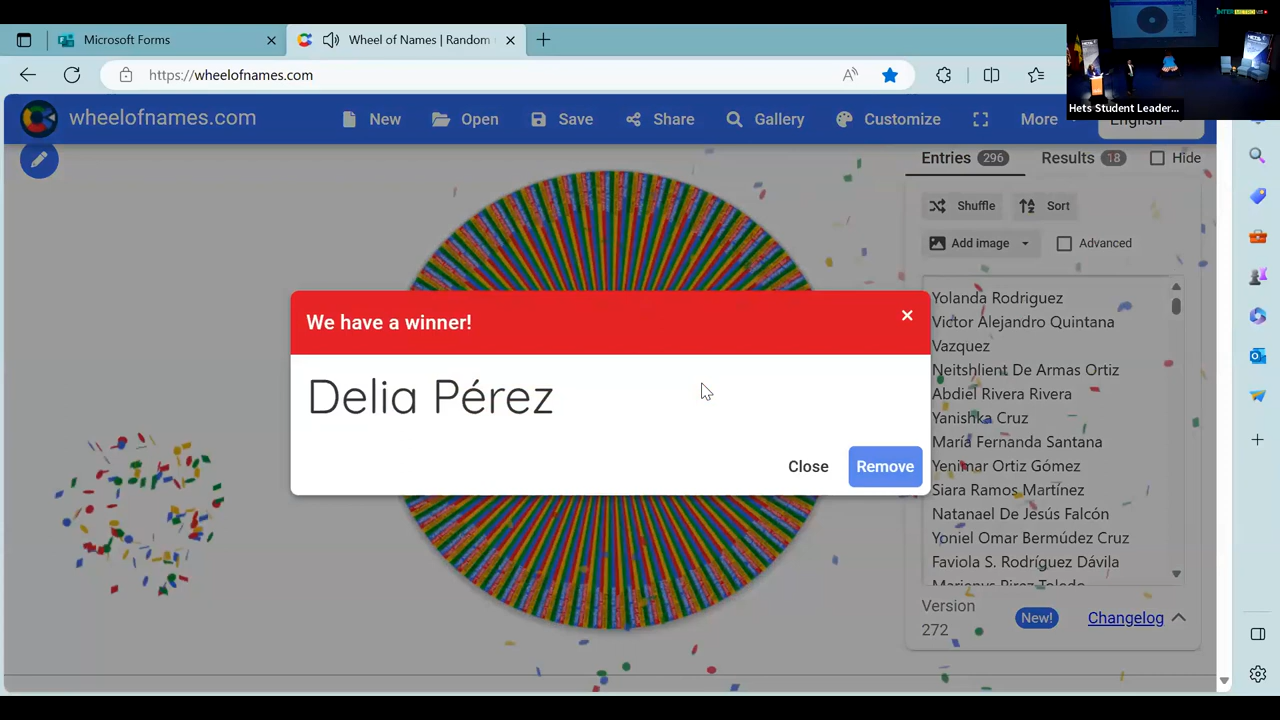 Microsoft Forms
Wheel of Names | Random
https://wheelofnames.com
Hets Student Leader...
wheelofnames.com
New
Open
Save
Share
Gallery
Customize
More
English
Entries 296
Results 18
Hide
Shuffle
Sort
Add image
Advanced
Yolanda Rodriguez
Victor Alejandro Quintana
Vazquez
Neitshlient De Armas Ortiz
Abdiel Rivera Rivera
Yanishka Cruz
María Fernanda Santana
Yenimar Ortiz Gómez
Siara Ramos Martínez
Natanael De Jesús Falcón
Yoniel Omar Bermúdez Cruz
Faviola S. Rodríguez Dávila
We have a winner!
Delia Pérez
Close
Remove
Version
272
New!
Changelog